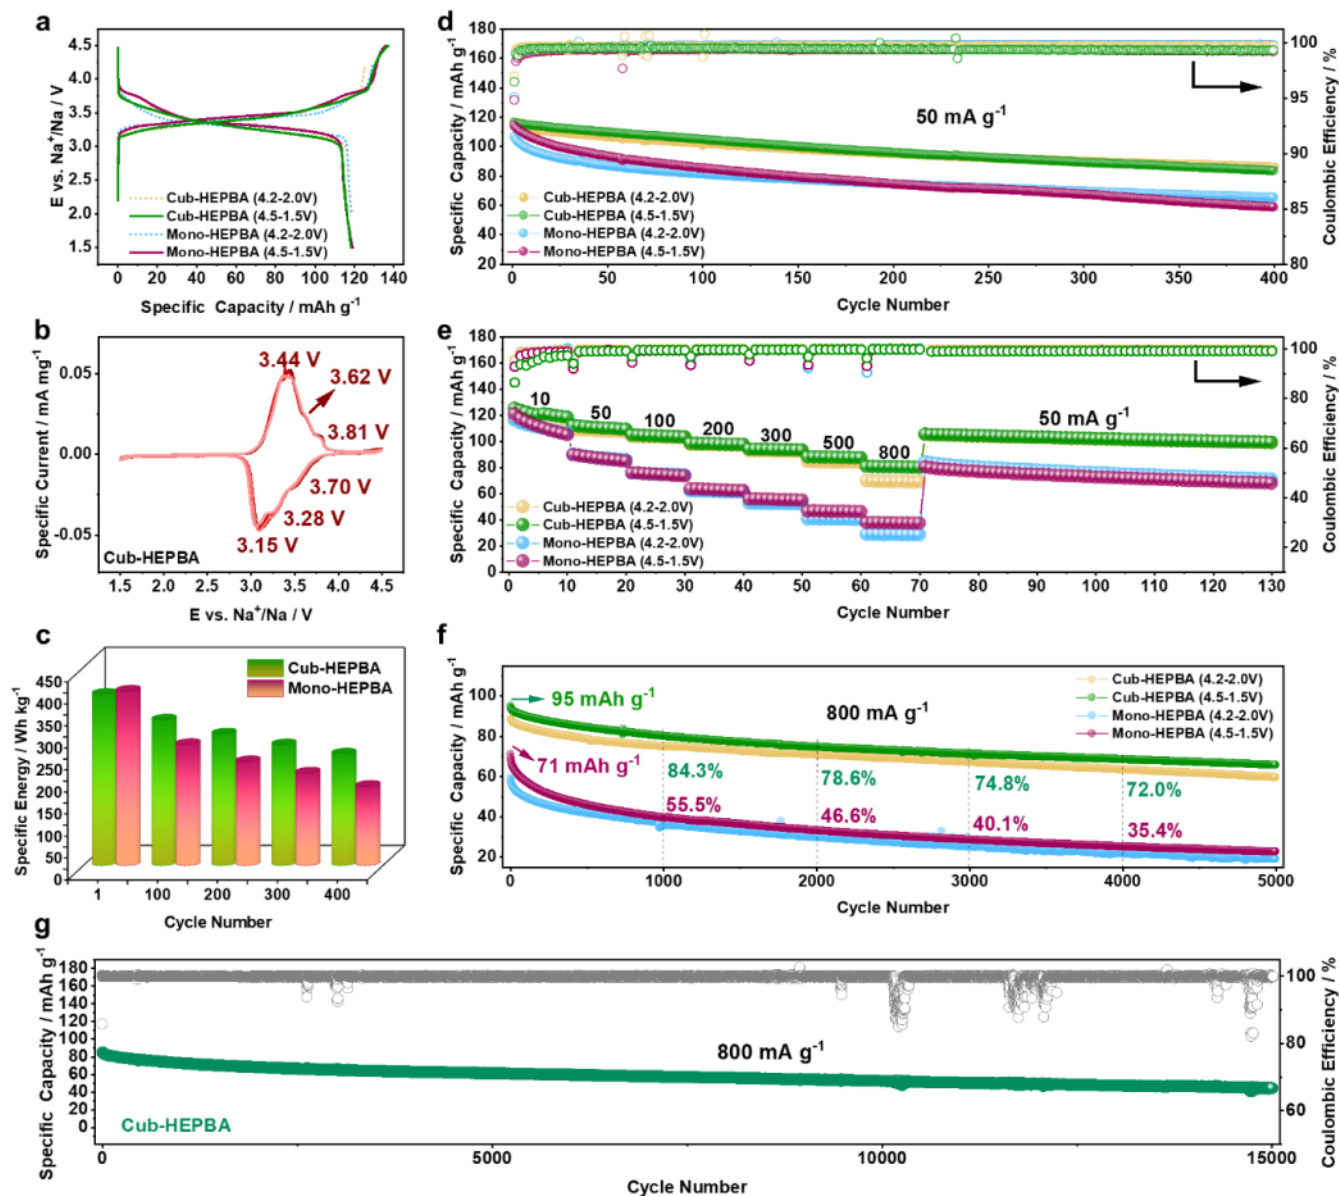 a
E vs. Na⁺/Na / V
4.5
4.0
3.5
3.0
2.5
2.0
1.5
Cub-HEPBA (4.2-2.0V)
Cub-HEPBA (4.5-1.5V)
Mono-HEPBA (4.2-2.0V)
Mono-HEPBA (4.5-1.5V)
0 20 40 60 80 100 120 140
Specific Capacity / mAh g⁻¹
b
Specific Current / mA mg⁻¹
0.05
0.00
-0.05
3.44 V
3.62 V
3.81 V
3.70 V
3.28 V
3.15 V
Cub-HEPBA
1.5 2.0 2.5 3.0 3.5 4.0 4.5
E vs. Na⁺/Na / V
c
Specific Energy / Wh kg⁻¹
450
400
350
300
250
200
150
100
50
0
Cub-HEPBA
Mono-HEPBA
1 100 200 300 400
Cycle Number
d
Specific Capacity / mAh g⁻¹
180
160
140
120
100
80
60
40
20
50 mA g⁻¹
Cub-HEPBA (4.2-2.0V)
Cub-HEPBA (4.5-1.5V)
Mono-HEPBA (4.2-2.0V)
Mono-HEPBA (4.5-1.5V)
100
95
90
85
80
Coulombic Efficiency / %
50 100 150 200 250 300 350 400
Cycle Number
e
Specific Capacity / mAh g⁻¹
180
160
140
120
100
80
60
40
20
0
10
50
100
200
300
500
800
50 mA g⁻¹
Cub-HEPBA (4.2-2.0V)
Cub-HEPBA (4.5-1.5V)
Mono-HEPBA (4.2-2.0V)
Mono-HEPBA (4.5-1.5V)
100
80
60
40
20
Coulombic Efficiency / %
0 10 20 30 40 50 60 70 80 90 100 110 120 130
Cycle Number
f
Specific Capacity / mAh g⁻¹
100
80
60
40
20
95 mAh g⁻¹
800 mA g⁻¹
71 mAh g⁻¹
Cub-HEPBA (4.2-2.0V)
Cub-HEPBA (4.5-1.5V)
Mono-HEPBA (4.2-2.0V)
Mono-HEPBA (4.5-1.5V)
84.3% 78.6% 74.8% 72.0%
55.5% 46.6% 40.1% 35.4%
0 1000 2000 3000 4000 5000
Cycle Number
g
Specific Capacity / mAh g⁻¹
180
160
140
120
100
80
60
40
20
0
800 mA g⁻¹
Cub-HEPBA
100
80
60
Coulombic Efficiency / %
0 5000 10000 15000
Cycle Number